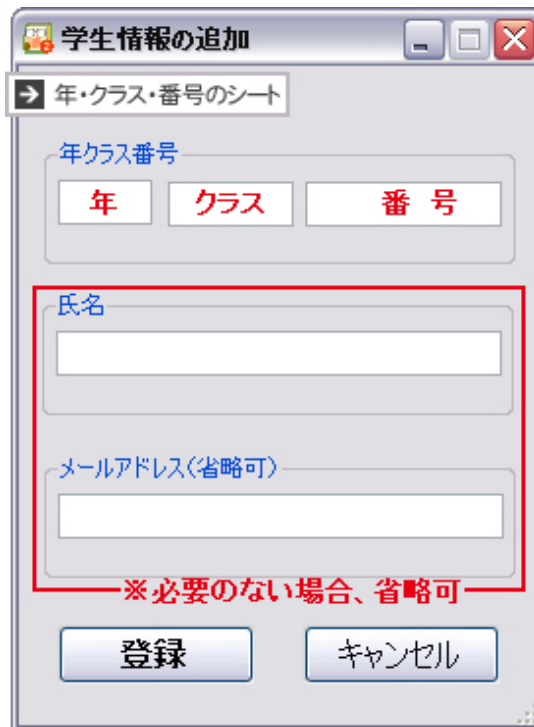 学生情報の追加
年・クラス・番号のシート
年クラス番号
年 クラス 番 号
氏名
メールアドレス(省略可)
※必要のない場合、省略可
登録 キャンセル